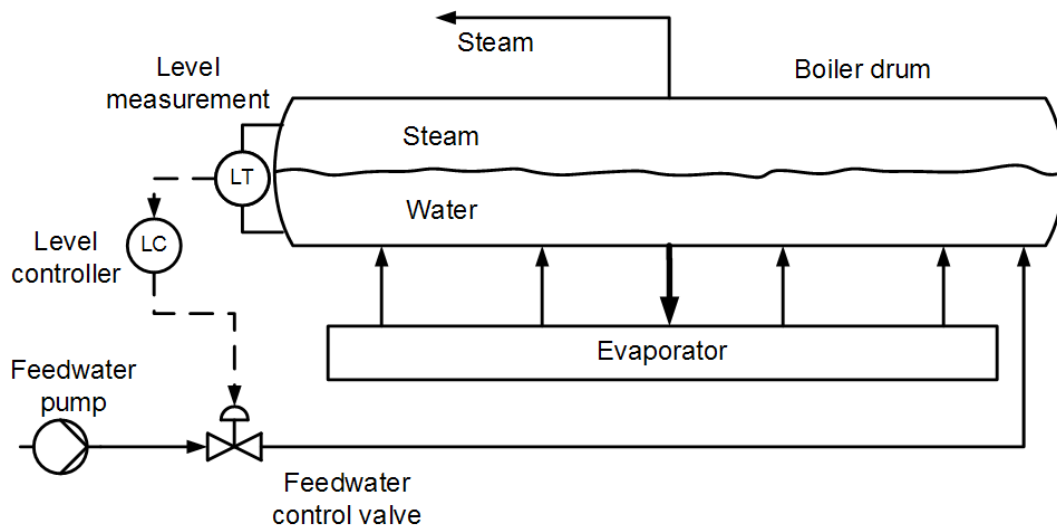 Steam
Boiler drum
Level
measurement
Steam
LT
Water
LC
Level
controller
Evaporator
Feedwater
pump
Feedwater
control valve